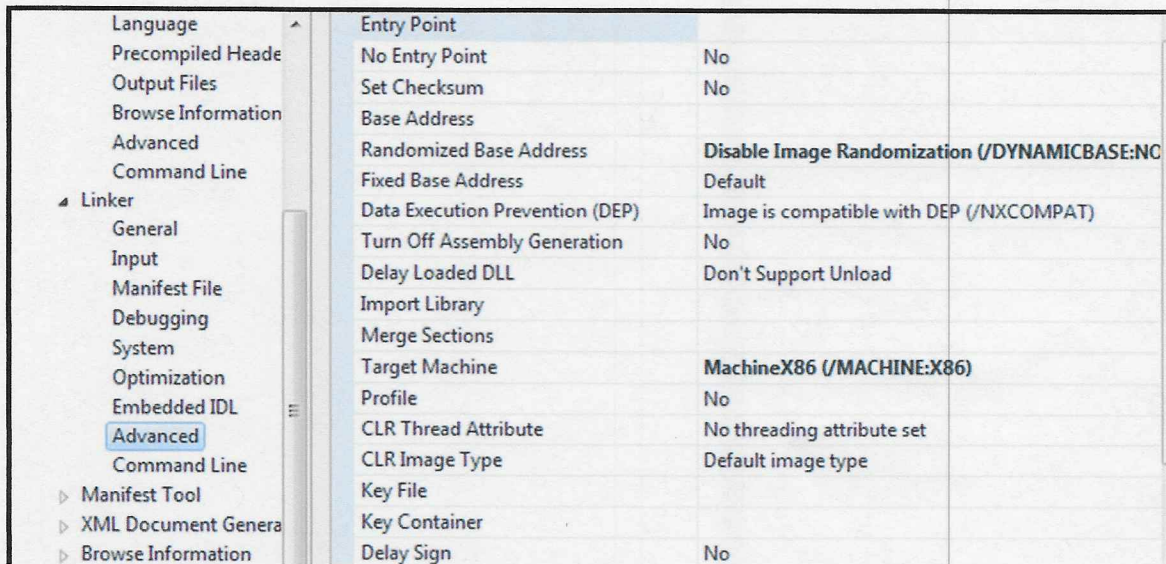 Language
Precompiled Heade
Output Files
Browse Information
Advanced
Command Line
Linker
General
Input
Manifest File
Debugging
System
Optimization
Embedded IDL
Advanced
Command Line
Manifest Tool
XML Document Genera
Browse Information
Entry Point
No Entry Point No
Set Checksum No
Base Address
Randomized Base Address Disable Image Randomization (/DYNAMICBASE:NO
Fixed Base Address Default
Data Execution Prevention (DEP) Image is compatible with DEP (/NXCOMPAT)
Turn Off Assembly Generation No
Delay Loaded DLL Don't Support Unload
Import Library
Merge Sections
Target Machine MachineX86 (/MACHINE:X86)
Profile No
CLR Thread Attribute No threading attribute set
CLR Image Type Default image type
Key File
Key Container
Delay Sign No